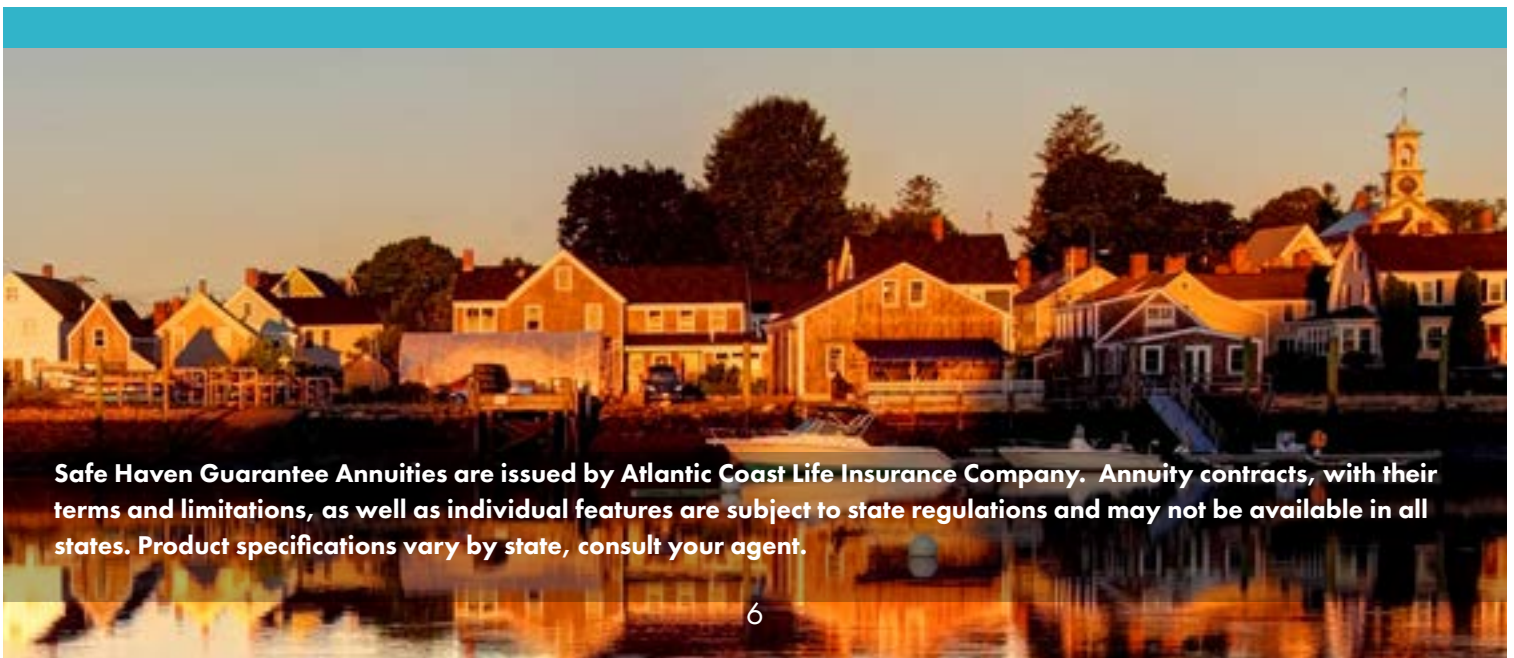 Safe Haven Guarantee Annuities are issued by Atlantic Coast Life Insurance Company.  Annuity contracts, with their
terms and limitations, as well as individual features are subject to state regulations and may not be available in all
states. Product specifications vary by state, consult your agent.
6